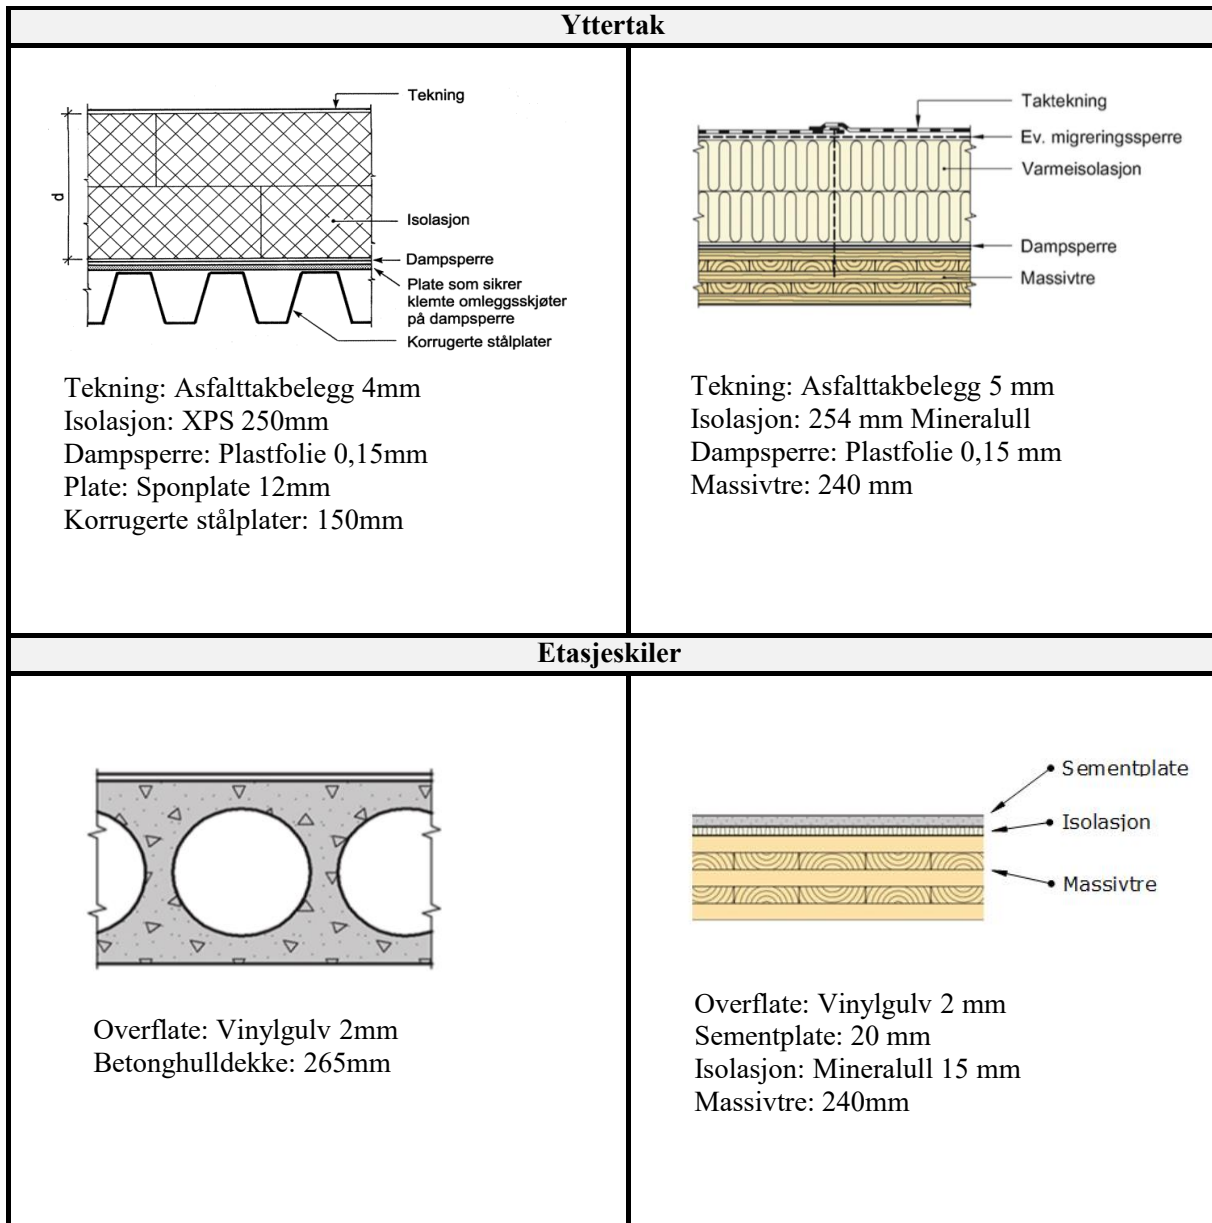 Yttertak
Tekning
d
Isolasjon
Dampsperre
Plate som sikrer
klemte omleggsskjøter
på dampsperre
Korrugerte stålplater
Tekning: Asfalttakbelegg 4mm
Isolasjon: XPS 250mm
Dampsperre: Plastfolie 0,15mm
Plate: Sponplate 12mm
Korrugerte stålplater: 150mm
Taktekning
Ev. migreringssperre
Varmeisolasjon
Dampsperre
Massivtre
Tekning: Asfalttakbelegg 5 mm
Isolasjon: 254 mm Mineralull
Dampsperre: Plastfolie 0,15 mm
Massivtre: 240 mm
Etasjeskiler
Overflate: Vinylgulv 2mm
Betonghulldekke: 265mm
Sementplate
Isolasjon
Massivtre
Overflate: Vinylgulv 2 mm
Sementplate: 20 mm
Isolasjon: Mineralull 15 mm
Massivtre: 240mm